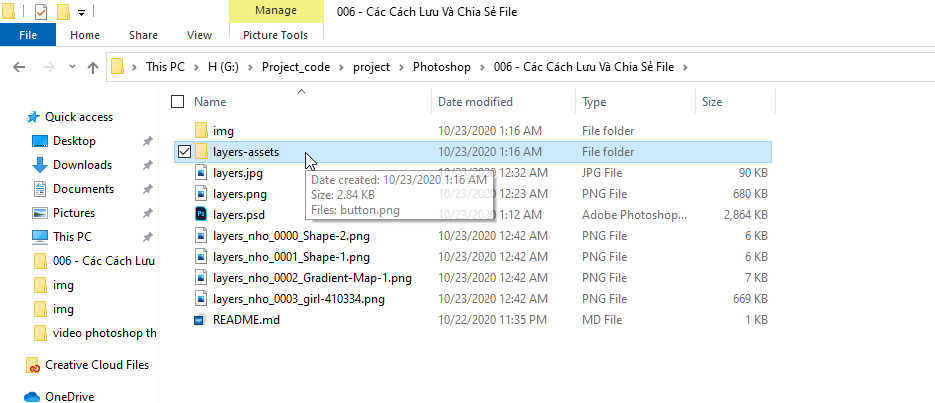 Manage
006 - Các Cách Lưu Và Chia Sẻ File
File Home Share View Picture Tools
This PC > H (G:) > Project_code > project > Photoshop > 006 - Các Cách Lưu Và Chia Sẻ File >
Name Date modified Type Size
Quick access
Desktop
Downloads
Documents
Pictures
This PC
006 - Các Cách Lưu
img
img
video photoshop th
Creative Cloud Files
OneDrive
img 10/23/2020 1:16 AM File folder
layers-assets 10/23/2020 1:16 AM File folder
layers.jpg 12:32 AM JPG File 90 KB
layers.png 12:23 AM PNG File 680 KB
layers.psd 1:12 AM Adobe Photoshop... 2,864 KB
Date created: 10/23/2020 1:16 AM
Size: 2.84 KB
Files: button.png
layers_nho_0000_Shape-2.png 10/23/2020 12:42 AM PNG File 6 KB
layers_nho_0001_Shape-1.png 10/23/2020 12:42 AM PNG File 6 KB
layers_nho_0002_Gradient-Map-1.png 10/23/2020 12:42 AM PNG File 7 KB
layers_nho_0003_girl-410334.png 10/23/2020 12:42 AM PNG File 669 KB
README.md 10/22/2020 11:35 PM MD File 1 KB